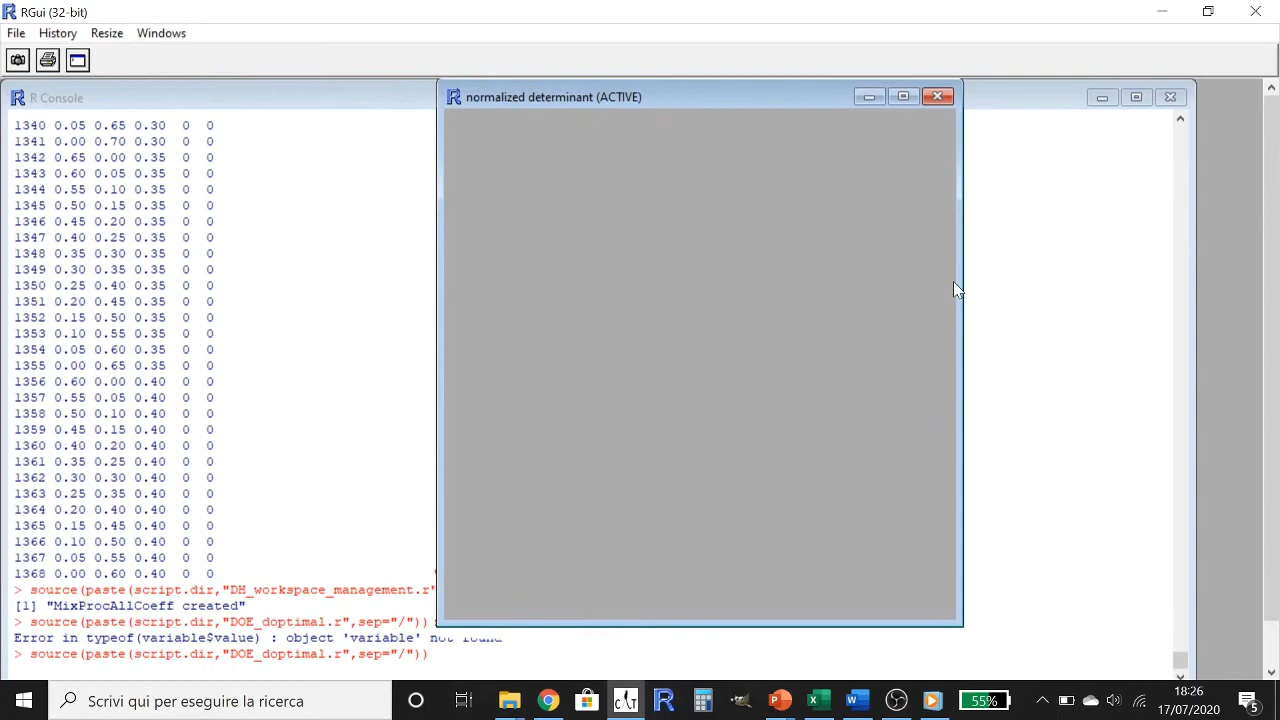 RGui (32-bit)
File History Resize Windows
R Console
normalized determinant (ACTIVE)
1340 0.05 0.65 0.30 0 0
1341 0.00 0.70 0.30 0 0
1342 0.65 0.00 0.35 0 0
1343 0.60 0.05 0.35 0 0
1344 0.55 0.10 0.35 0 0
1345 0.50 0.15 0.35 0 0
1346 0.45 0.20 0.35 0 0
1347 0.40 0.25 0.35 0 0
1348 0.35 0.30 0.35 0 0
1349 0.30 0.35 0.35 0 0
1350 0.25 0.40 0.35 0 0
1351 0.20 0.45 0.35 0 0
1352 0.15 0.50 0.35 0 0
1353 0.10 0.55 0.35 0 0
1354 0.05 0.60 0.35 0 0
1355 0.00 0.65 0.35 0 0
1356 0.60 0.00 0.40 0 0
1357 0.55 0.05 0.40 0 0
1358 0.50 0.10 0.40 0 0
1359 0.45 0.15 0.40 0 0
1360 0.40 0.20 0.40 0 0
1361 0.35 0.25 0.40 0 0
1362 0.30 0.30 0.40 0 0
1363 0.25 0.35 0.40 0 0
1364 0.20 0.40 0.40 0 0
1365 0.15 0.45 0.40 0 0
1366 0.10 0.50 0.40 0 0
1367 0.05 0.55 0.40 0 0
1368 0.00 0.60 0.40 0 0
> source(paste(script.dir,"DH_workspace_management.r"
[1] "MixProcAllCoeff created"
> source(paste(script.dir,"DOE_doptimal.r",sep="/"))
Error in typeof(variable$value) : object 'variable' not found
> source(paste(script.dir,"DOE_doptimal.r",sep="/"))
Scrivi qui per eseguire la ricerca
55%
18:26
17/07/2020
5